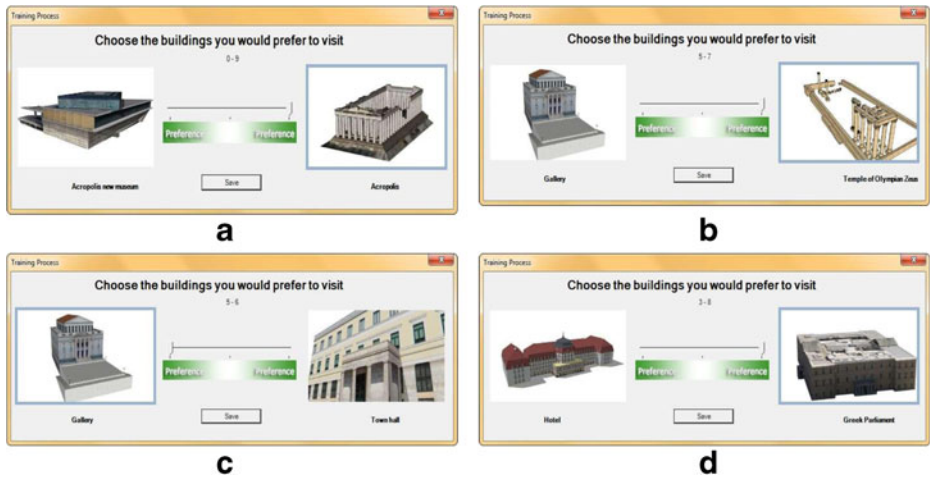 Training Process
x
Choose the buildings you would prefer to visit
0 - 9
Preference Preference
Save
Acropolis new museum
Acropolis
a
Training Process
x
Choose the buildings you would prefer to visit
5 - 7
Preference Preference
Save
Gallery
Temple of Olympian Zeus
b
Training Process
x
Choose the buildings you would prefer to visit
5 - 6
Preference Preference
Save
Gallery
Town hall
c
Training Process
x
Choose the buildings you would prefer to visit
3 - 8
Preference Preference
Save
Hotel
Greek Parliament
d